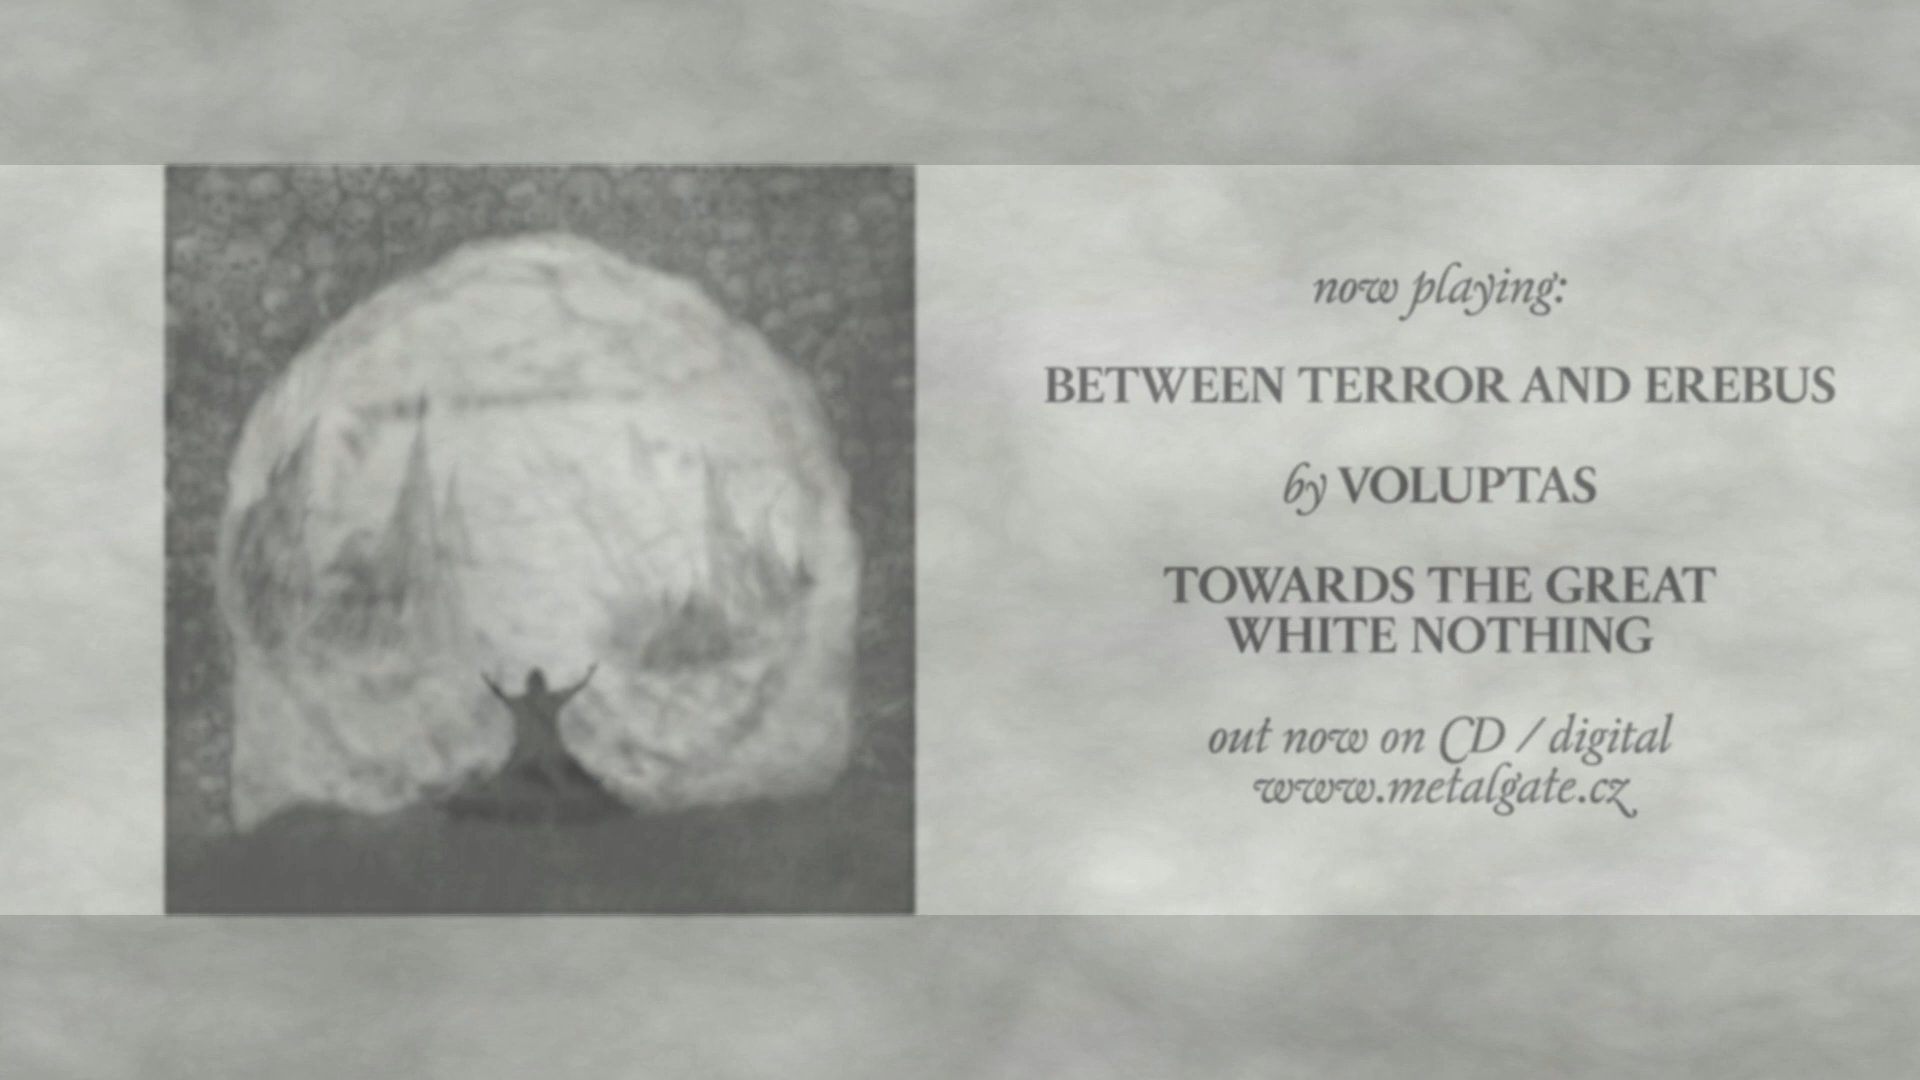 now playing:
BETWEEN TERROR AND EREBUS
by VOLUPTAS
TOWARDS THE GREAT
WHITE NOTHING
out now on CD / digital
www.metalgate.cz